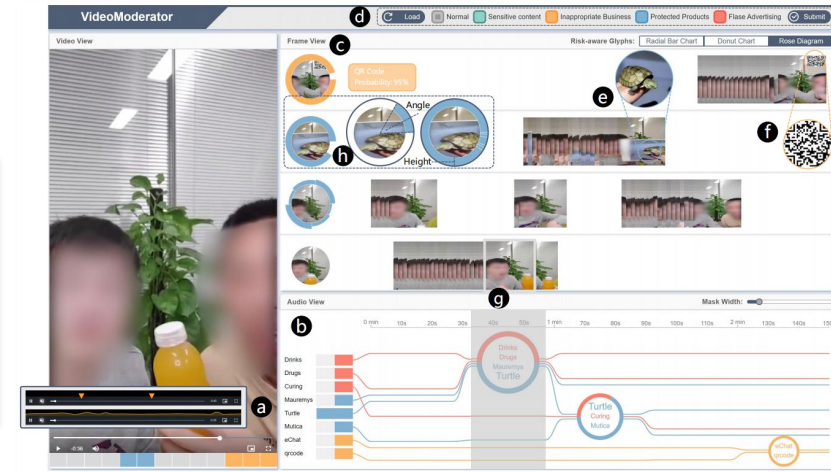 VideoModerator
d
Load
Normal
Sensitive content
Inappropriate Business
Protected Products
Flase Advertising
Submit
Video View
Frame View
c
Risk-aware Glyphs:
Radial Bar Chart
Donut Chart
Rose Diagram
QR Code
Probability: 95%
e
Angle
f
h
Height
g
Audio View
Mask Width:
b
0 min
10s
20s
30s
40s
50s
1 min
70s
80s
90s
100s
110s
2 min
130s
140s
Drinks
Drugs
Curing
Mauremys
Turtle
Mutica
eChat
qrcode
Drinks
Drugs
Mauremys
Turtle
Turtle
Curing
Mutica
eChat
qrcode
a
-0:36